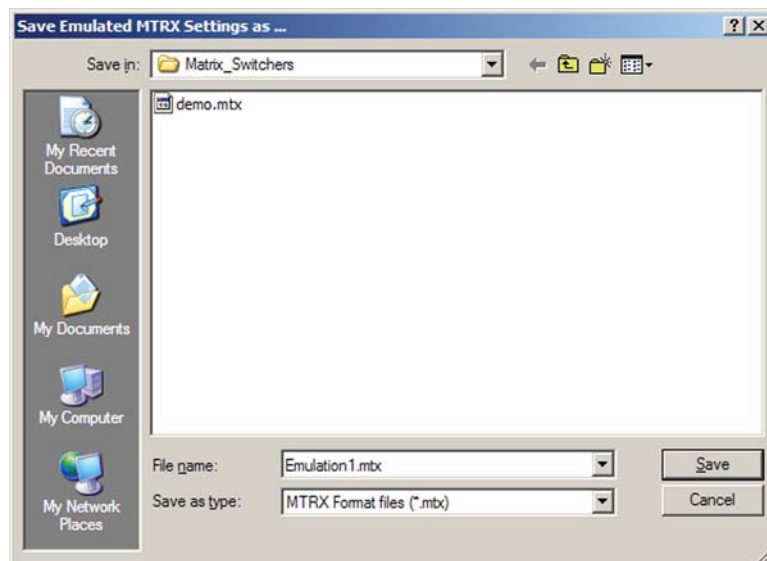 Save Emulated MTRX Settings as ...
Save in: Matrix_Switchers
demo.mtx
My Recent
Documents
Desktop
My Documents
My Computer
My Network
Places
File name: Emulation1.mtx Save
Save as type: MTRX Format files (*.mtx) Cancel